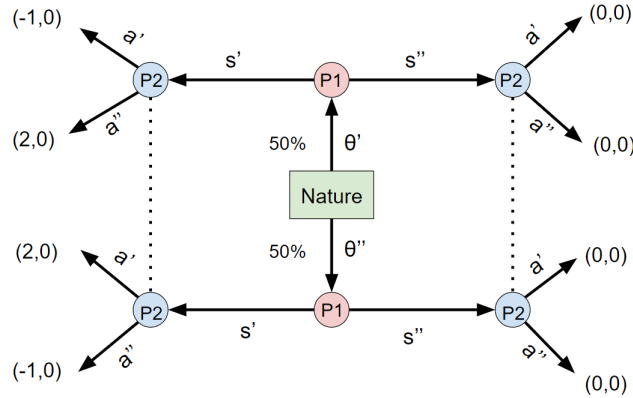 (-1,0) a' (0,0)
a'
P2 s' P1 s'' P2
a'' a''
(2,0) 50% θ' (0,0)
Nature
(2,0) 50% θ'' (0,0)
a' a'
P2 s' P1 s'' P2
a'' a''
(-1,0) (0,0)